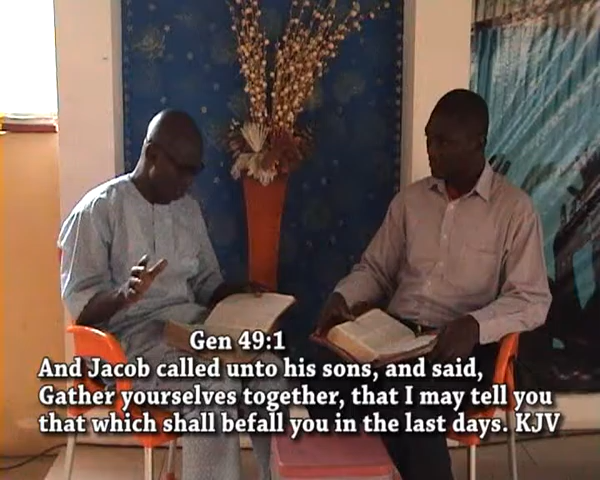 Gen 49:1
And Jacob called unto his sons, and said,
Gather yourselves together, that I may tell you
that which shall befall you in the last days. KJV